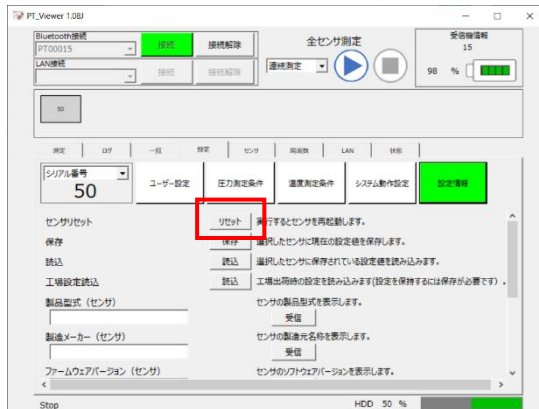 PT_Viewer 1.08J
Bluetooth接続
PT00015
接続
接続解除
LAN接続
接続
接続解除
全センサ測定
連続測定
受信機情報
15
98 %
50
測定 ログ 一覧 設定 センサ 周波数 LAN 状態
シリアル番号
50
ユーザー設定
圧力測定条件
温度測定条件
システム動作設定
設定情報
センサリセット リセット 実行するとセンサを再起動します。
保存 保存 選択したセンサに現在の設定値を保存します。
読込 読込 選択したセンサに保存されている設定値を読み込みます。
工場設定読込 読込 工場出荷時の設定を読み込みます(設定を保持するには保存が必要です) 。
製品型式（センサ） センサの製品型式を表示します。
受信
製造メーカー（センサ） センサの製造元名称を表示します。
受信
ファームウェアバージョン（センサ） センサのソフトウェアバージョンを表示します。
Stop HDD 50 %